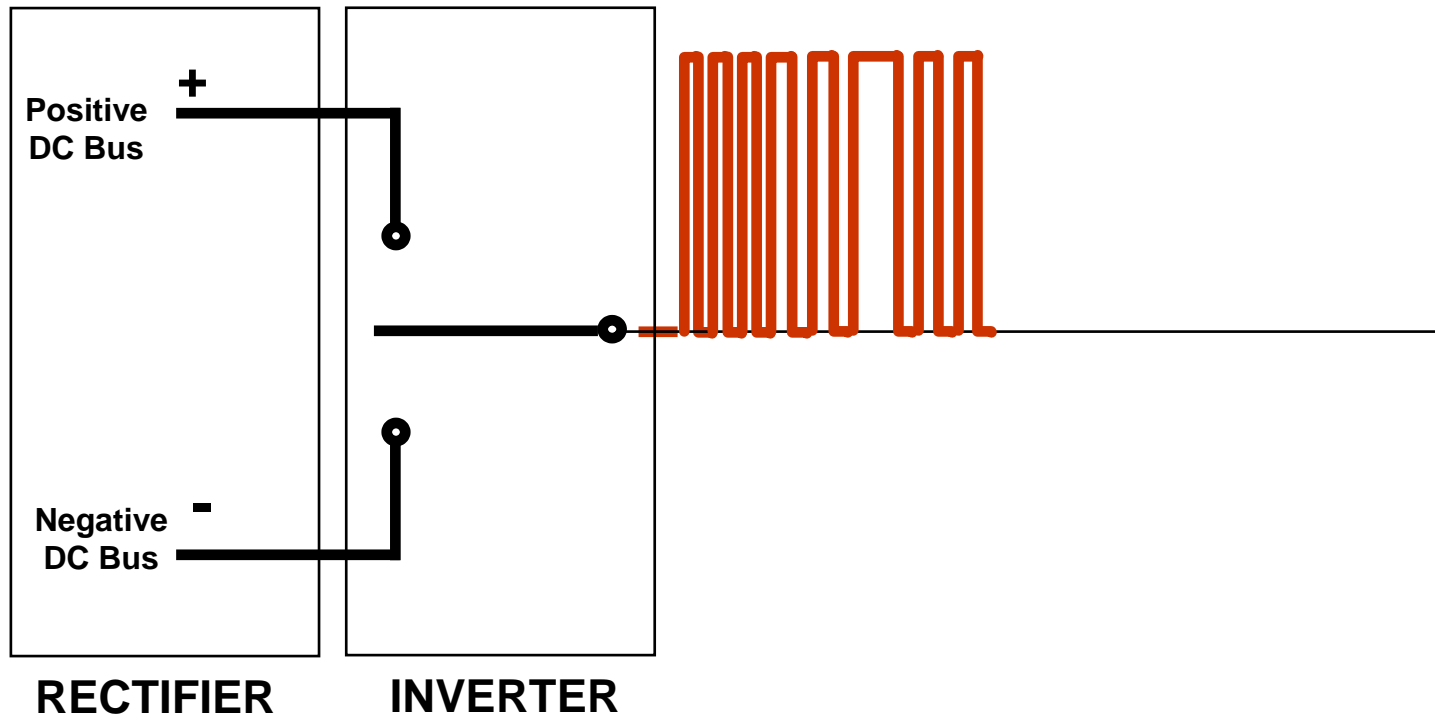 +
Positive
DC Bus
-
Negative
DC Bus
RECTIFIER
INVERTER